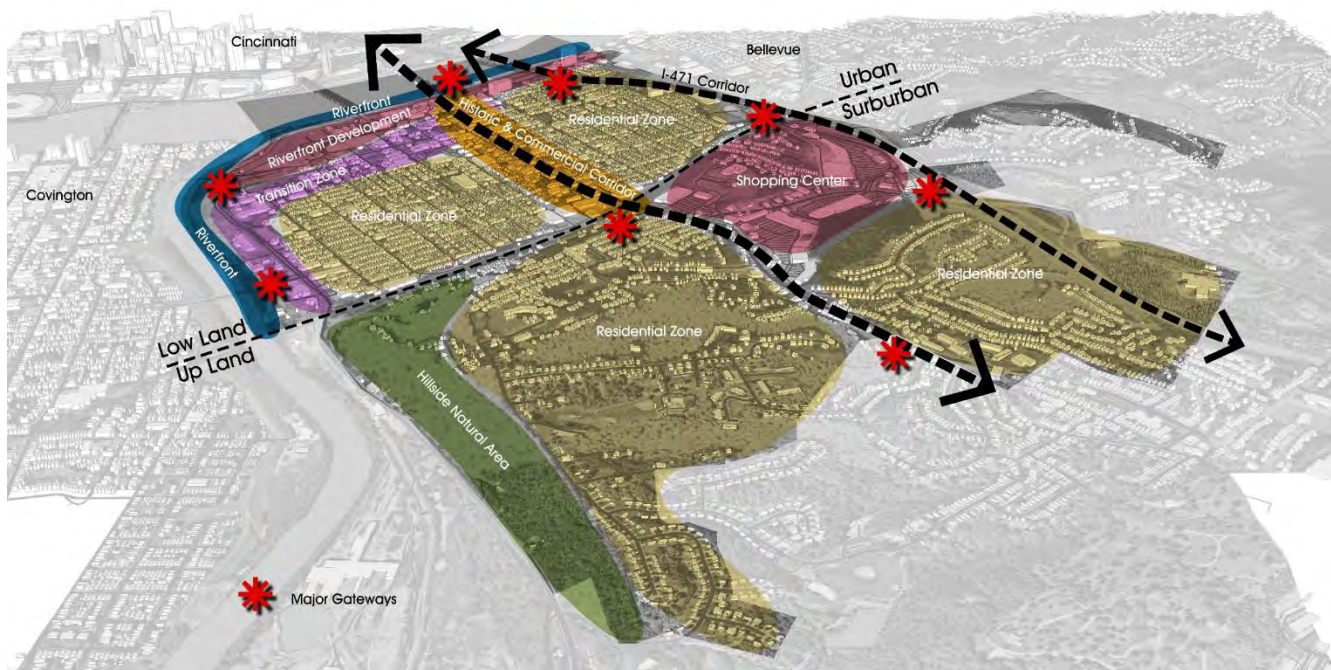 Cincinnati
Bellevue
I-471 Corridor
Urban
Surburban
Riverfront
Riverfront Development
Historic & Commercial Corridor
Residential Zone
Shopping Center
Covington
Transition Zone
Residential Zone
Riverfront
Residential Zone
Residential Zone
Low Land
Up Land
Hillside Natural Area
Major Gateways